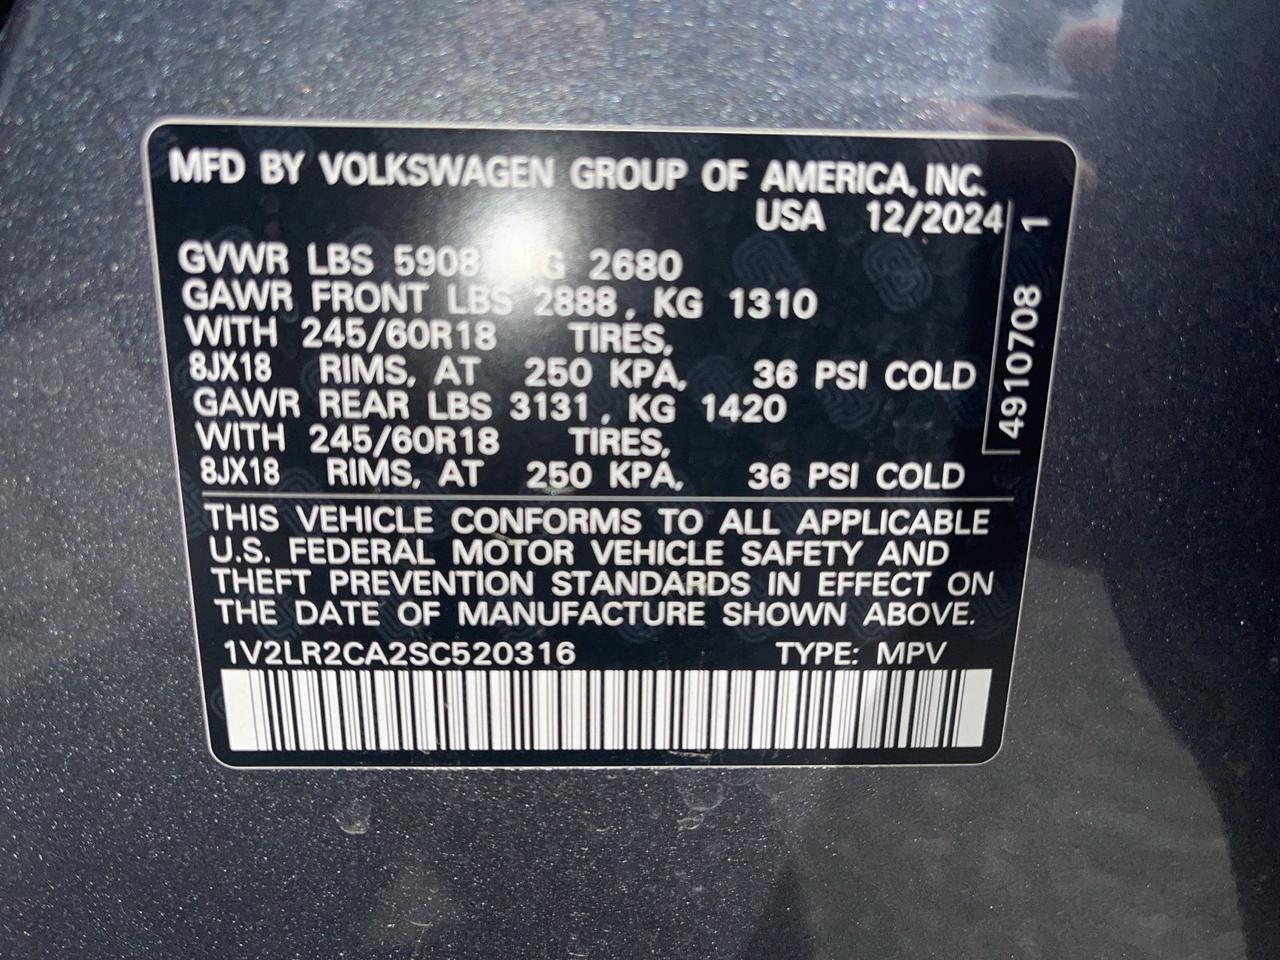 MFD BY VOLKSWAGEN GROUP OF AMERICA, INC.
USA 12/2024
GVWR LBS 5908 KG 2680
GAWR FRONT LBS 2888, KG 1310
WITH 245/60R18 TIRES,
8JX18 RIMS, AT 250 KPA, 36 PSI COLD
GAWR REAR LBS 3131, KG 1420
WITH 245/60R18 TIRES,
8JX18 RIMS, AT 250 KPA, 36 PSI COLD
4910708 1
THIS VEHICLE CONFORMS TO ALL APPLICABLE
U.S. FEDERAL MOTOR VEHICLE SAFETY AND
THEFT PREVENTION STANDARDS IN EFFECT ON
THE DATE OF MANUFACTURE SHOWN ABOVE.
1V2LR2CA2SC520316 TYPE: MPV